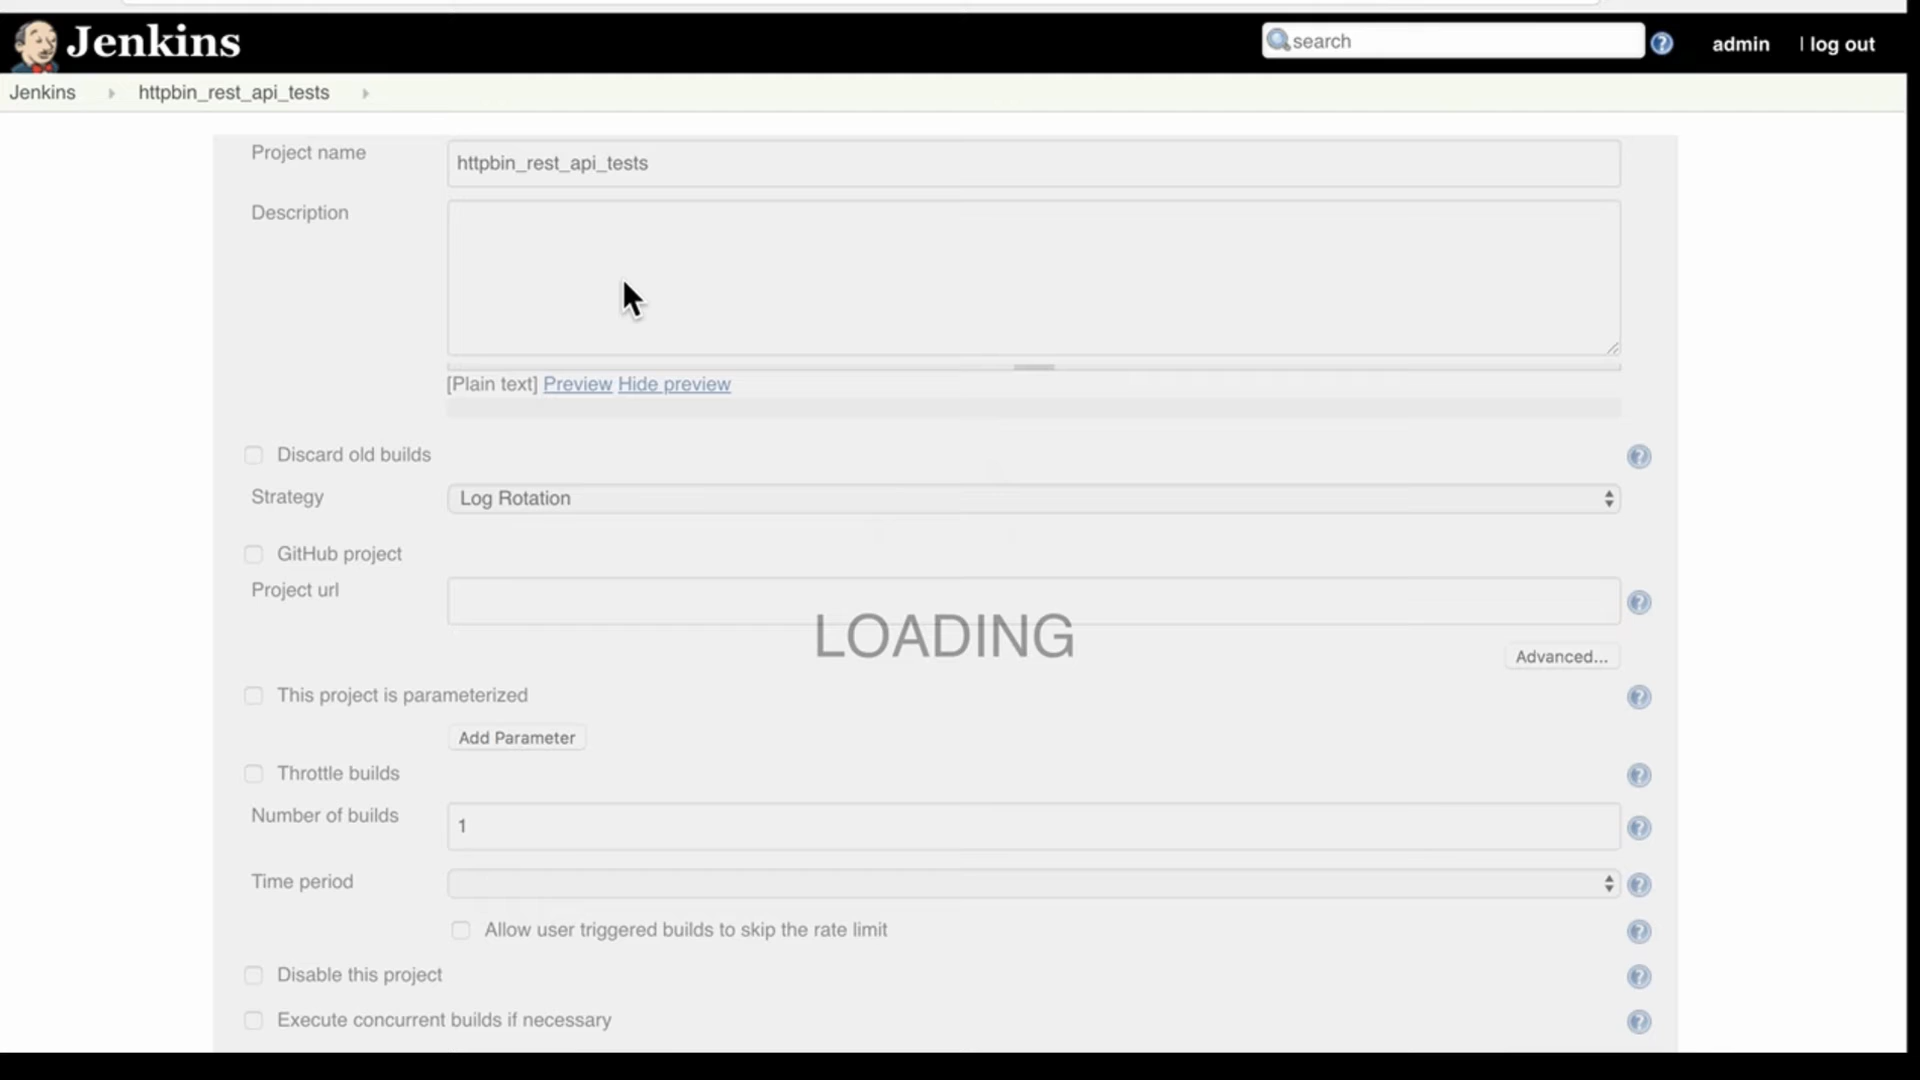 Jenkins
search
admin
| log out
Jenkins
httpbin_rest_api_tests
Project name
httpbin_rest_api_tests
Description
[Plain text] Preview Hide preview
Discard old builds
Strategy
Log Rotation
GitHub project
Project url
LOADING
Advanced...
This project is parameterized
Add Parameter
Throttle builds
Number of builds
1
Time period
Allow user triggered builds to skip the rate limit
Disable this project
Execute concurrent builds if necessary